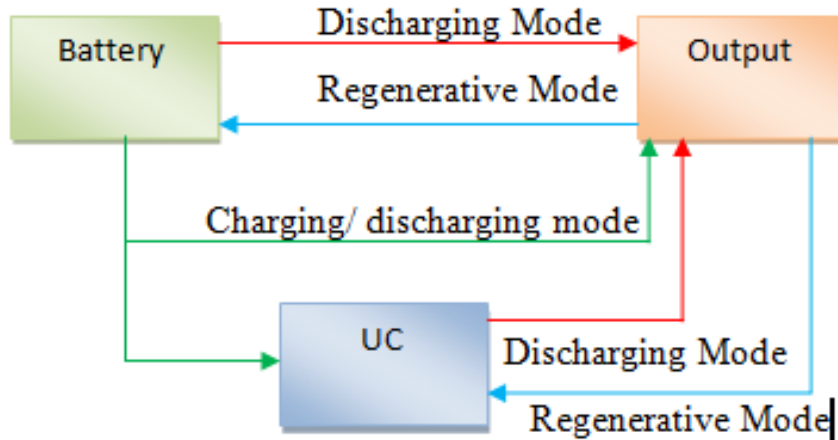 Discharging Mode
Battery
Output
Regenerative Mode
Charging/ discharging mode
UC
Discharging Mode
Regenerative Mode